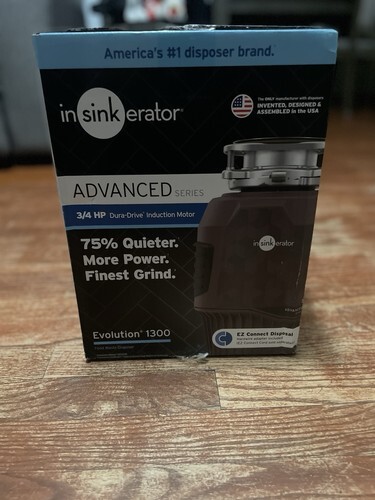 America's #1 disposer brand.*
insinkerator®
The ONLY manufacturer with disposers
INVENTED, DESIGNED &
ASSEMBLED in the USA
ADVANCED SERIES
3/4 HP Dura-Drive® Induction Motor
75% Quieter.
More Power.
Finest Grind.
insinkerator
Evolution® 1300
EZ Connect Disposal